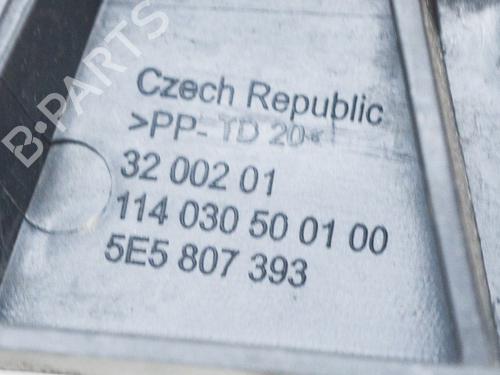 B-PARTS
Czech Republic
>PP-TD 20<
32 002 01
114 030 50 01 00
5E5 807 393